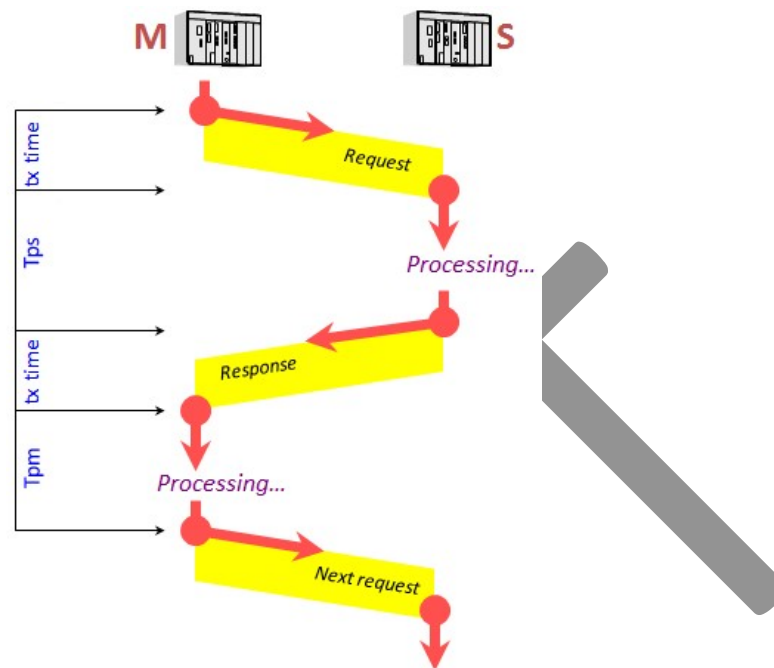 M
S
tx time
Request
Tps
Processing...
tx time
Response
Tpm
Processing...
Next request